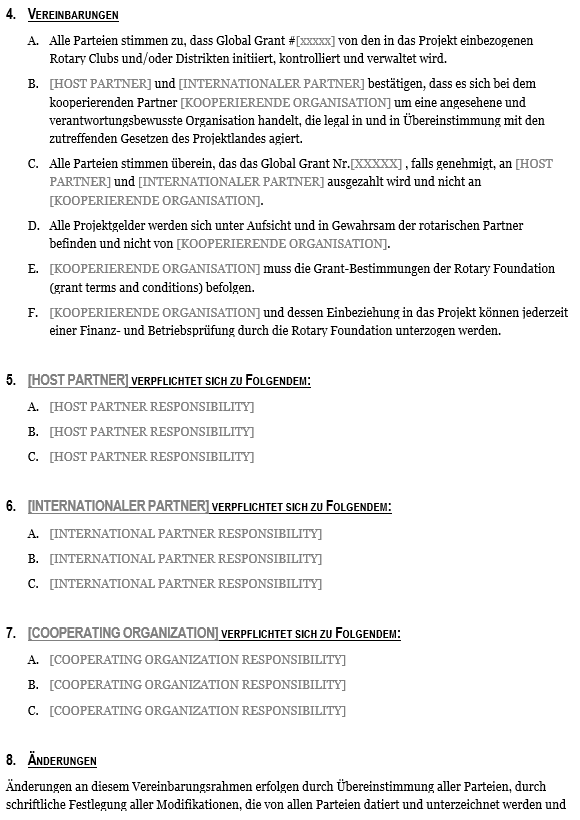 4. VEREINBARUNGEN
A. Alle Parteien stimmen zu, dass Global Grant #[xxxxx] von den in das Projekt einbezogenen
Rotary Clubs und/oder Distrikten initiiert, kontrolliert und verwaltet wird.
B. [HOST PARTNER] und [INTERNATIONALER PARTNER] bestätigen, dass es sich bei dem
kooperierenden Partner [KOOPERIERENDE ORGANISATION] um eine angesehene und
verantwortungsbewusste Organisation handelt, die legal in und in Übereinstimmung mit den
zutreffenden Gesetzen des Projektlandes agiert.
C. Alle Parteien stimmen überein, das das Global Grant Nr.[XXXXX] , falls genehmigt, an [HOST
PARTNER] und [INTERNATIONALER PARTNER] ausgezahlt wird und nicht an
[KOOPERIERENDE ORGANISATION].
D. Alle Projektgelder werden sich unter Aufsicht und in Gewahrsam der rotarischen Partner
befinden und nicht von [KOOPERIERENDE ORGANISATION].
E. [KOOPERIERENDE ORGANISATION] muss die Grant-Bestimmungen der Rotary Foundation
(grant terms and conditions) befolgen.
F. [KOOPERIERENDE ORGANISATION] und dessen Einbeziehung in das Projekt können jederzeit
einer Finanz- und Betriebsprüfung durch die Rotary Foundation unterzogen werden.
5. [HOST PARTNER] VERPFLICHTET SICH ZU FOLGENDEM:
A. [HOST PARTNER RESPONSIBILITY]
B. [HOST PARTNER RESPONSIBILITY]
C. [HOST PARTNER RESPONSIBILITY]
6. [INTERNATIONALER PARTNER] VERPFLICHTET SICH ZU FOLGENDEM:
A. [INTERNATIONAL PARTNER RESPONSIBILITY]
B. [INTERNATIONAL PARTNER RESPONSIBILITY]
C. [INTERNATIONAL PARTNER RESPONSIBILITY]
7. [COOPERATING ORGANIZATION] VERPFLICHTET SICH ZU FOLGENDEM:
A. [COOPERATING ORGANIZATION RESPONSIBILITY]
B. [COOPERATING ORGANIZATION RESPONSIBILITY]
C. [COOPERATING ORGANIZATION RESPONSIBILITY]
8. ÄNDERUNGEN
Änderungen an diesem Vereinbarungsrahmen erfolgen durch Übereinstimmung aller Parteien, durch
schriftliche Festlegung aller Modifikationen, die von allen Parteien datiert und unterzeichnet werden und